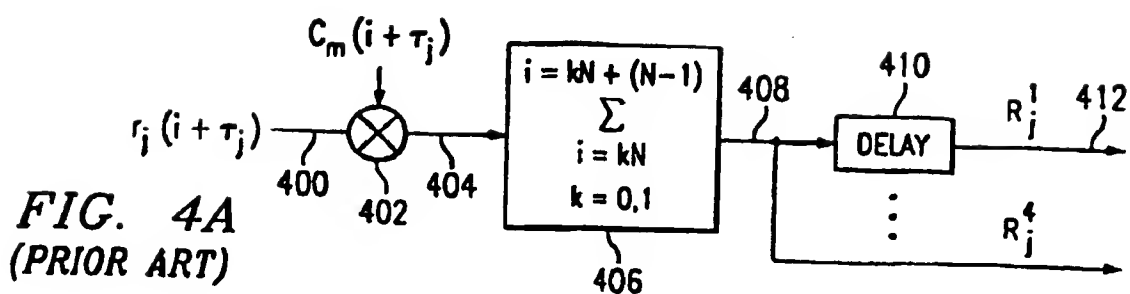 C_m(i + τ_j)
r_j(i + τ_j)
400
402
404
i = kN + (N-1)
∑
i = kN
k = 0,1
406
408
410
DELAY
R_j^1
412
R_j^4
FIG. 4A
(PRIOR ART)